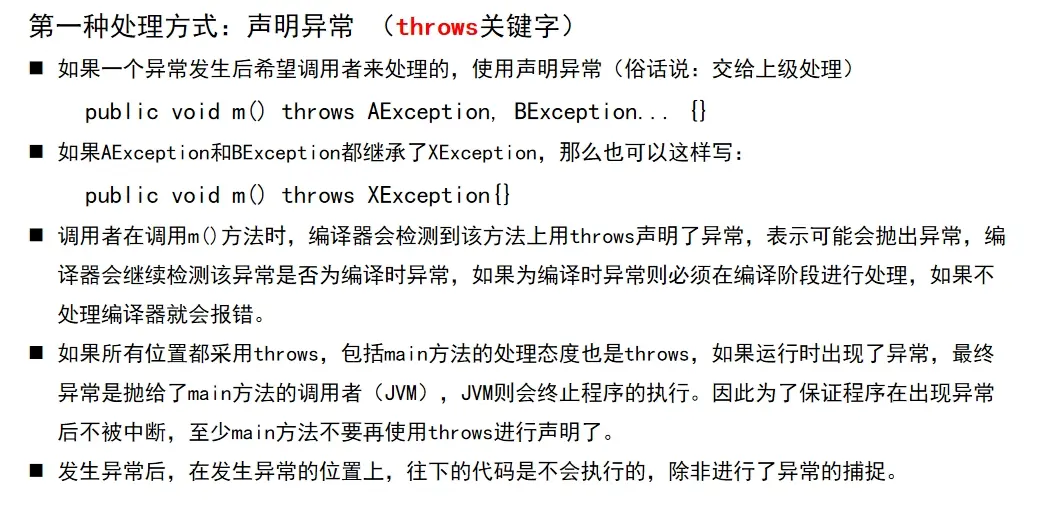 第一种处理方式：声明异常 （throws关键字）
■ 如果一个异常发生后希望调用者来处理的，使用声明异常（俗话说：交给上级处理）
public void m() throws AException, BException... {}
■ 如果AException和BException都继承了XException，那么也可以这样写：
public void m() throws XException{}
■ 调用者在调用m()方法时，编译器会检测到该方法上用throws声明了异常，表示可能会抛出异常，编
译器会继续检测该异常是否为编译时异常，如果为编译时异常则必须在编译阶段进行处理，如果不
处理编译器就会报错。
■ 如果所有位置都采用throws，包括main方法的处理态度也是throws，如果运行时出现了异常，最终
异常是抛给了main方法的调用者（JVM），JVM则会终止程序的执行。因此为了保证程序在出现异常
后不被中断，至少main方法不要再使用throws进行声明了。
■ 发生异常后，在发生异常的位置上，往下的代码是不会执行的，除非进行了异常的捕捉。